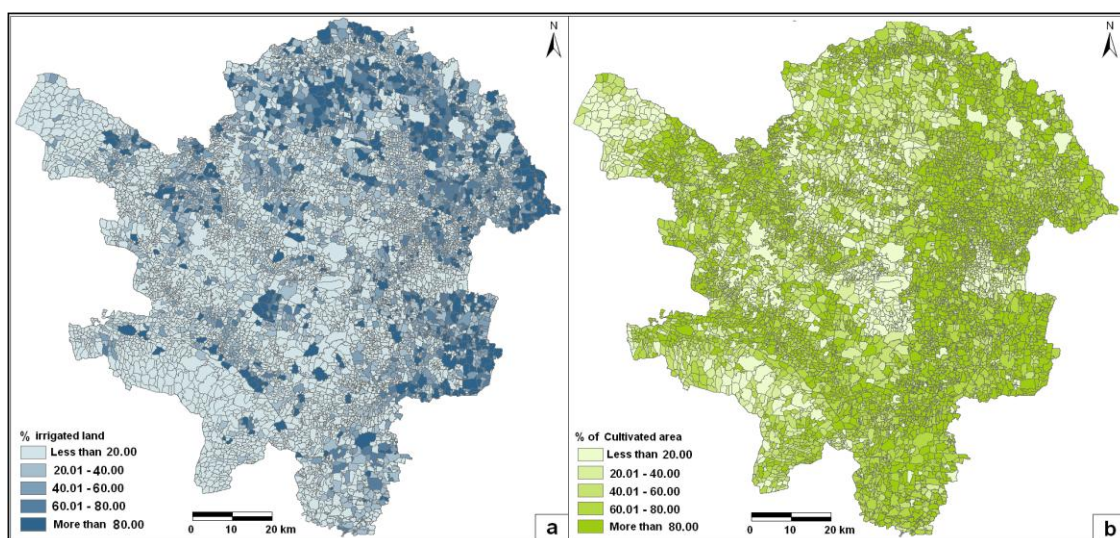 N
% irrigated land
Less than 20.00
20.01 - 40.00
40.01 - 60.00
60.01 - 80.00
More than 80.00
0 10 20 km
a
N
% of Cultivated area
Less than 20.00
20.01 - 40.00
40.01 - 60.00
60.01 - 80.00
More than 80.00
0 10 20 km
b